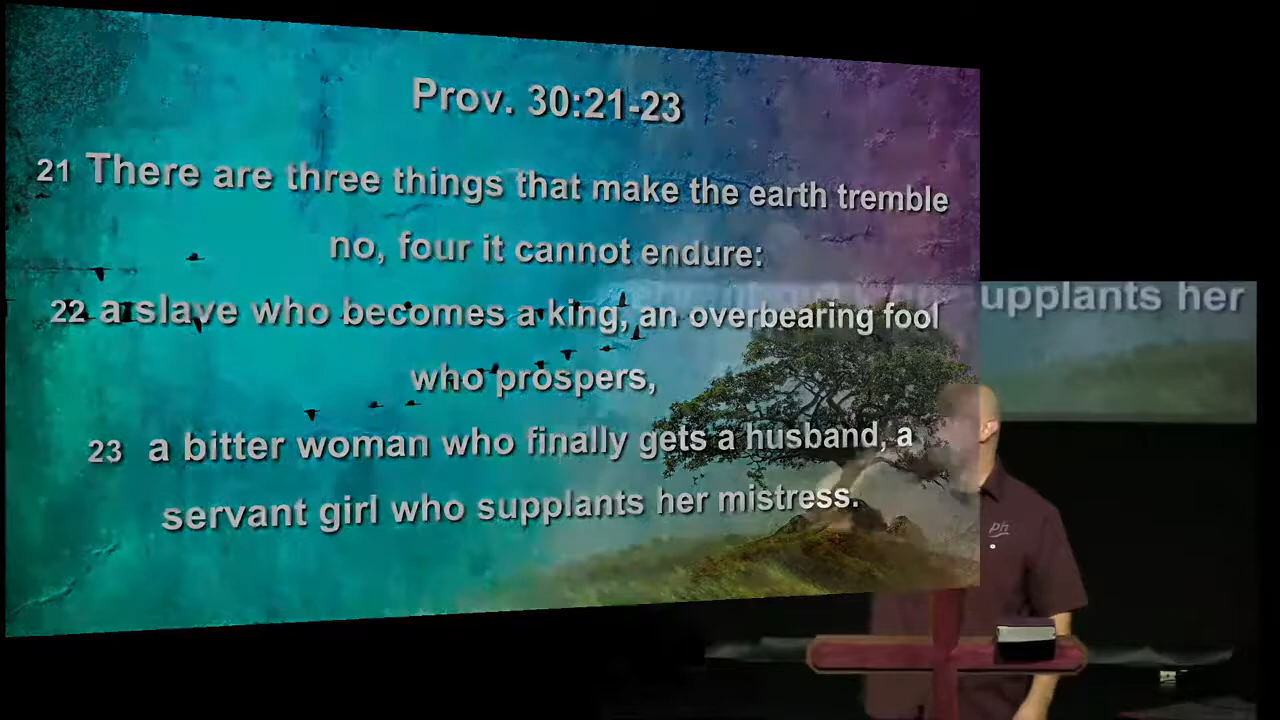 Prov. 30:21-23
21 There are three things that make the earth tremble
no, four it cannot endure:
22 a slave who becomes a king, an overbearing fool
who prospers,
23 a bitter woman who finally gets a husband, a
servant girl who supplants her mistress.
upplants her
ph